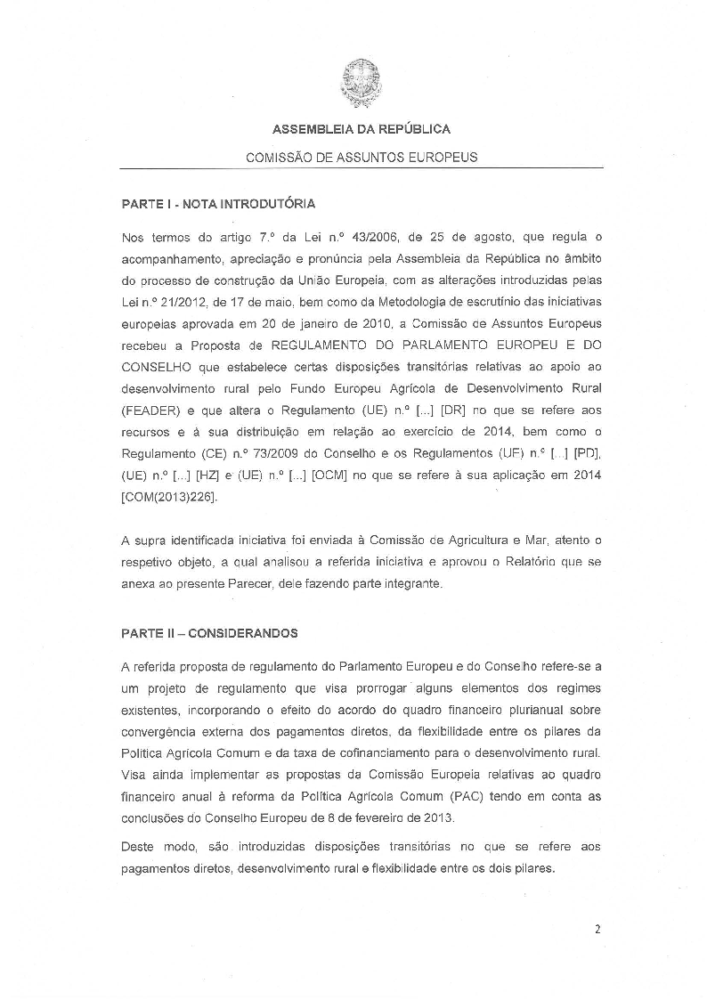 ASSEMBLEIA DA REPÚBLICA
COMISSÃO DE ASSUNTOS EUROPEUS
PARTE I - NOTA INTRODUTÓRIA
Nos termos do artigo 7.º da Lei n.º 43/2006, de 25 de agosto, que regula o
acompanhamento, apreciação e pronúncia pela Assembleia da República no âmbito
do processo de construção da União Europeia, com as alterações introduzidas pelas
Lei n.º 21/2012, de 17 de maio, bem como da Metodologia de escrutínio das iniciativas
europeias aprovada em 20 de janeiro de 2010, a Comissão de Assuntos Europeus
recebeu a Proposta de REGULAMENTO DO PARLAMENTO EUROPEU E DO
CONSELHO que estabelece certas disposições transitórias relativas ao apoio ao
desenvolvimento rural pelo Fundo Europeu Agrícola de Desenvolvimento Rural
(FEADER) e que altera o Regulamento (UE) n.º [...] [DR] no que se refere aos
recursos e à sua distribuição em relação ao exercício de 2014, bem como o
Regulamento (CE) n.º 73/2009 do Conselho e os Regulamentos (UE) n.º [...] [PD],
(UE) n.º [...] [HZ] e (UE) n.º [...] [OCM] no que se refere à sua aplicação em 2014
[COM(2013)226].
A supra identificada iniciativa foi enviada à Comissão de Agricultura e Mar, atento o
respetivo objeto, a qual analisou a referida iniciativa e aprovou o Relatório que se
anexa ao presente Parecer, dele fazendo parte integrante.
PARTE II – CONSIDERANDOS
A referida proposta de regulamento do Parlamento Europeu e do Conselho refere-se a
um projeto de regulamento que visa prorrogar alguns elementos dos regimes
existentes, incorporando o efeito do acordo do quadro financeiro plurianual sobre
convergência externa dos pagamentos diretos, da flexibilidade entre os pilares da
Política Agrícola Comum e da taxa de cofinanciamento para o desenvolvimento rural.
Visa ainda implementar as propostas da Comissão Europeia relativas ao quadro
financeiro anual à reforma da Política Agrícola Comum (PAC) tendo em conta as
conclusões do Conselho Europeu de 8 de fevereiro de 2013.
Deste modo, são introduzidas disposições transitórias no que se refere aos
pagamentos diretos, desenvolvimento rural e flexibilidade entre os dois pilares.
2